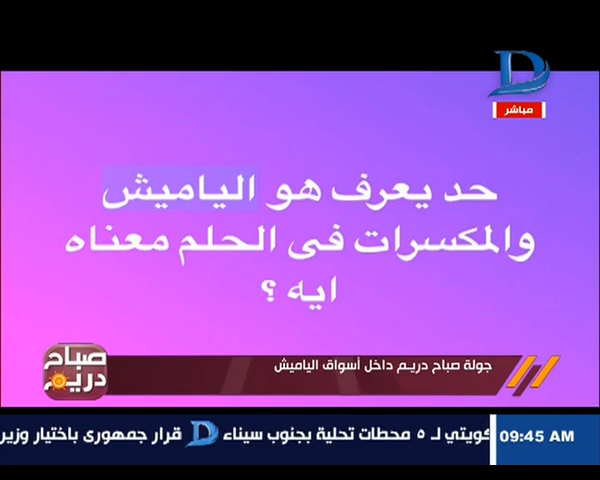 مباشر
حد يعرف هو الياميش
والمكسرات فى الحلم معناه
ايه ؟
صباح
دريم
جولة صباح دريم داخل أسواق الياميش
كويتي لـ ٥ محطات تحلية بجنوب سيناء قرار جمهورى باختيار وزير
09:45 AM